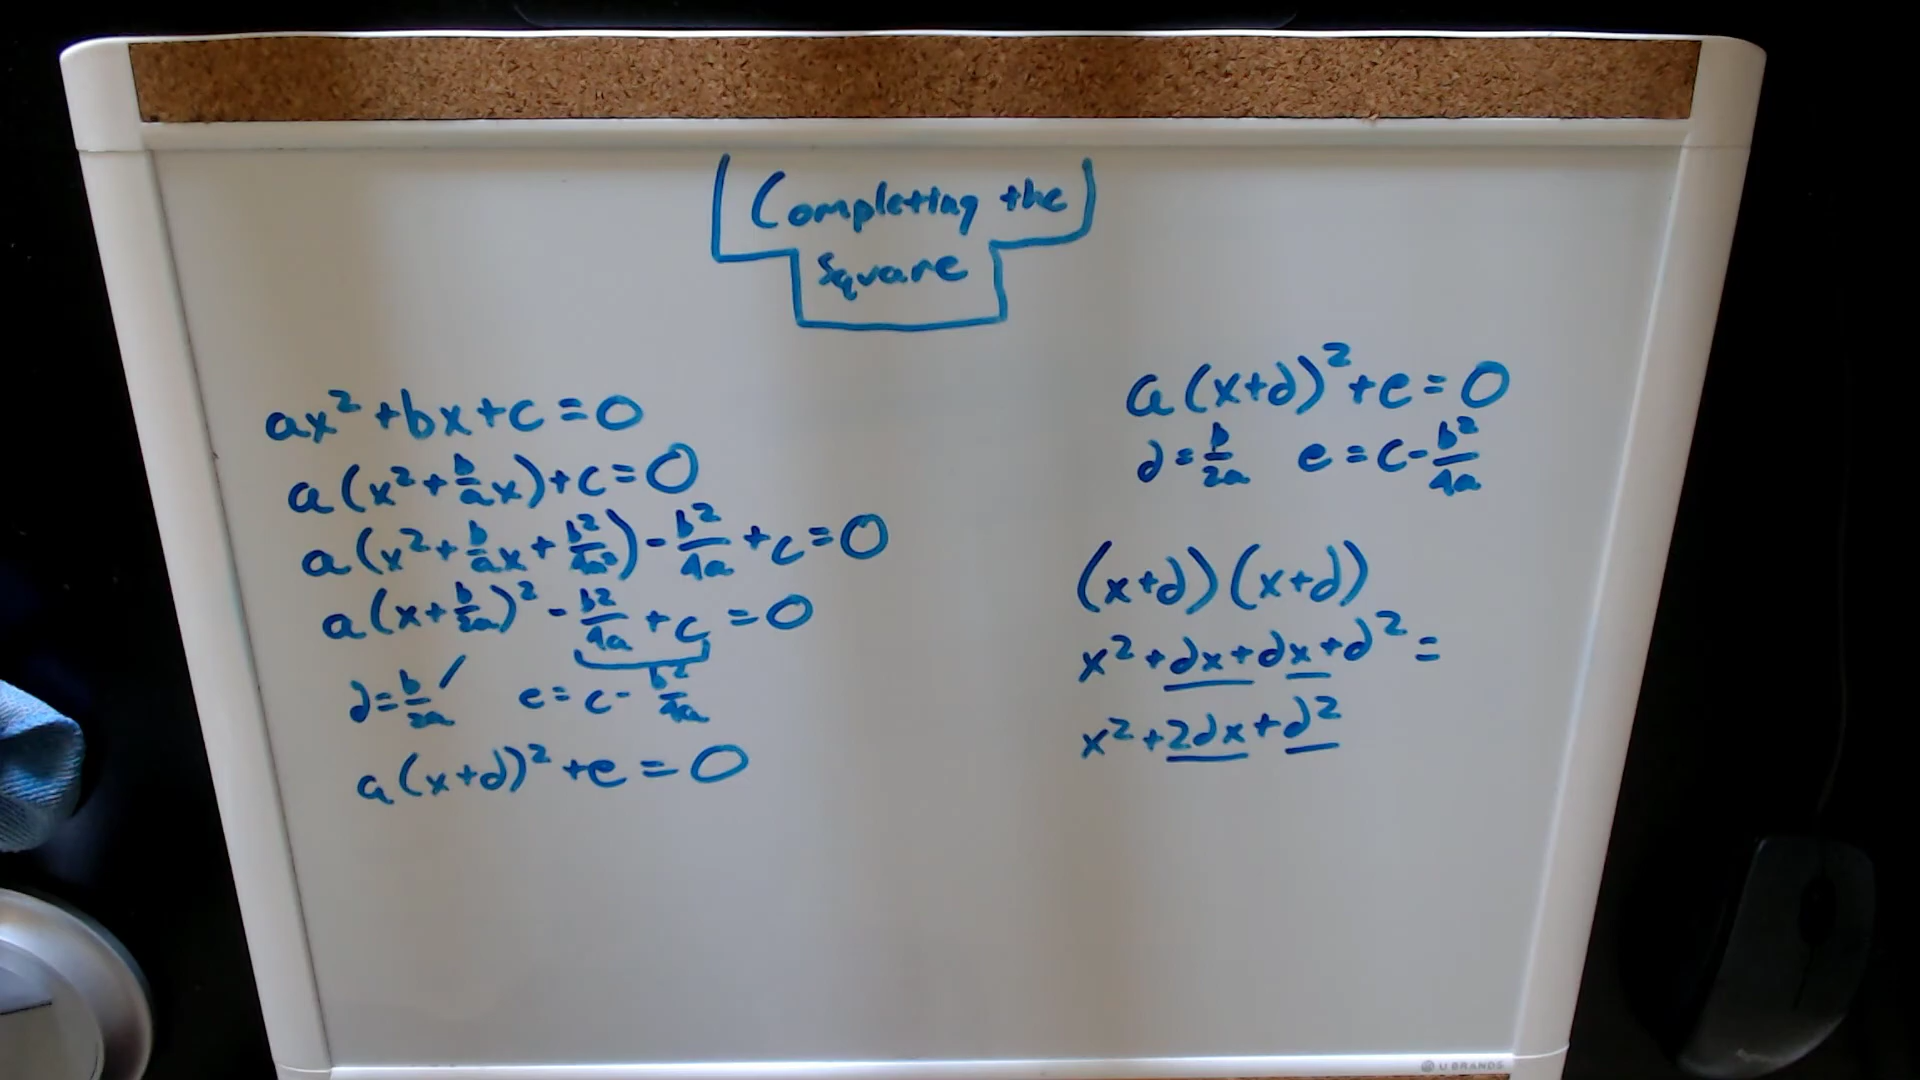 Completing the
Square
ax² + bx + c = 0
a(x² + b/a x) + c = 0
a(x² + b/a x + b²/4a²) - b²/4a + c = 0
a(x + b/2a)² - b²/4a + c = 0
d = b/2a ✓ e = c - b²/4a
a(x+d)² + e = 0
a(x+d)² + e = 0
d = b/2a e = c - b²/4a
(x+d)(x+d)
x² + dx + dx + d² =
x² + 2dx + d²
U BRANDS